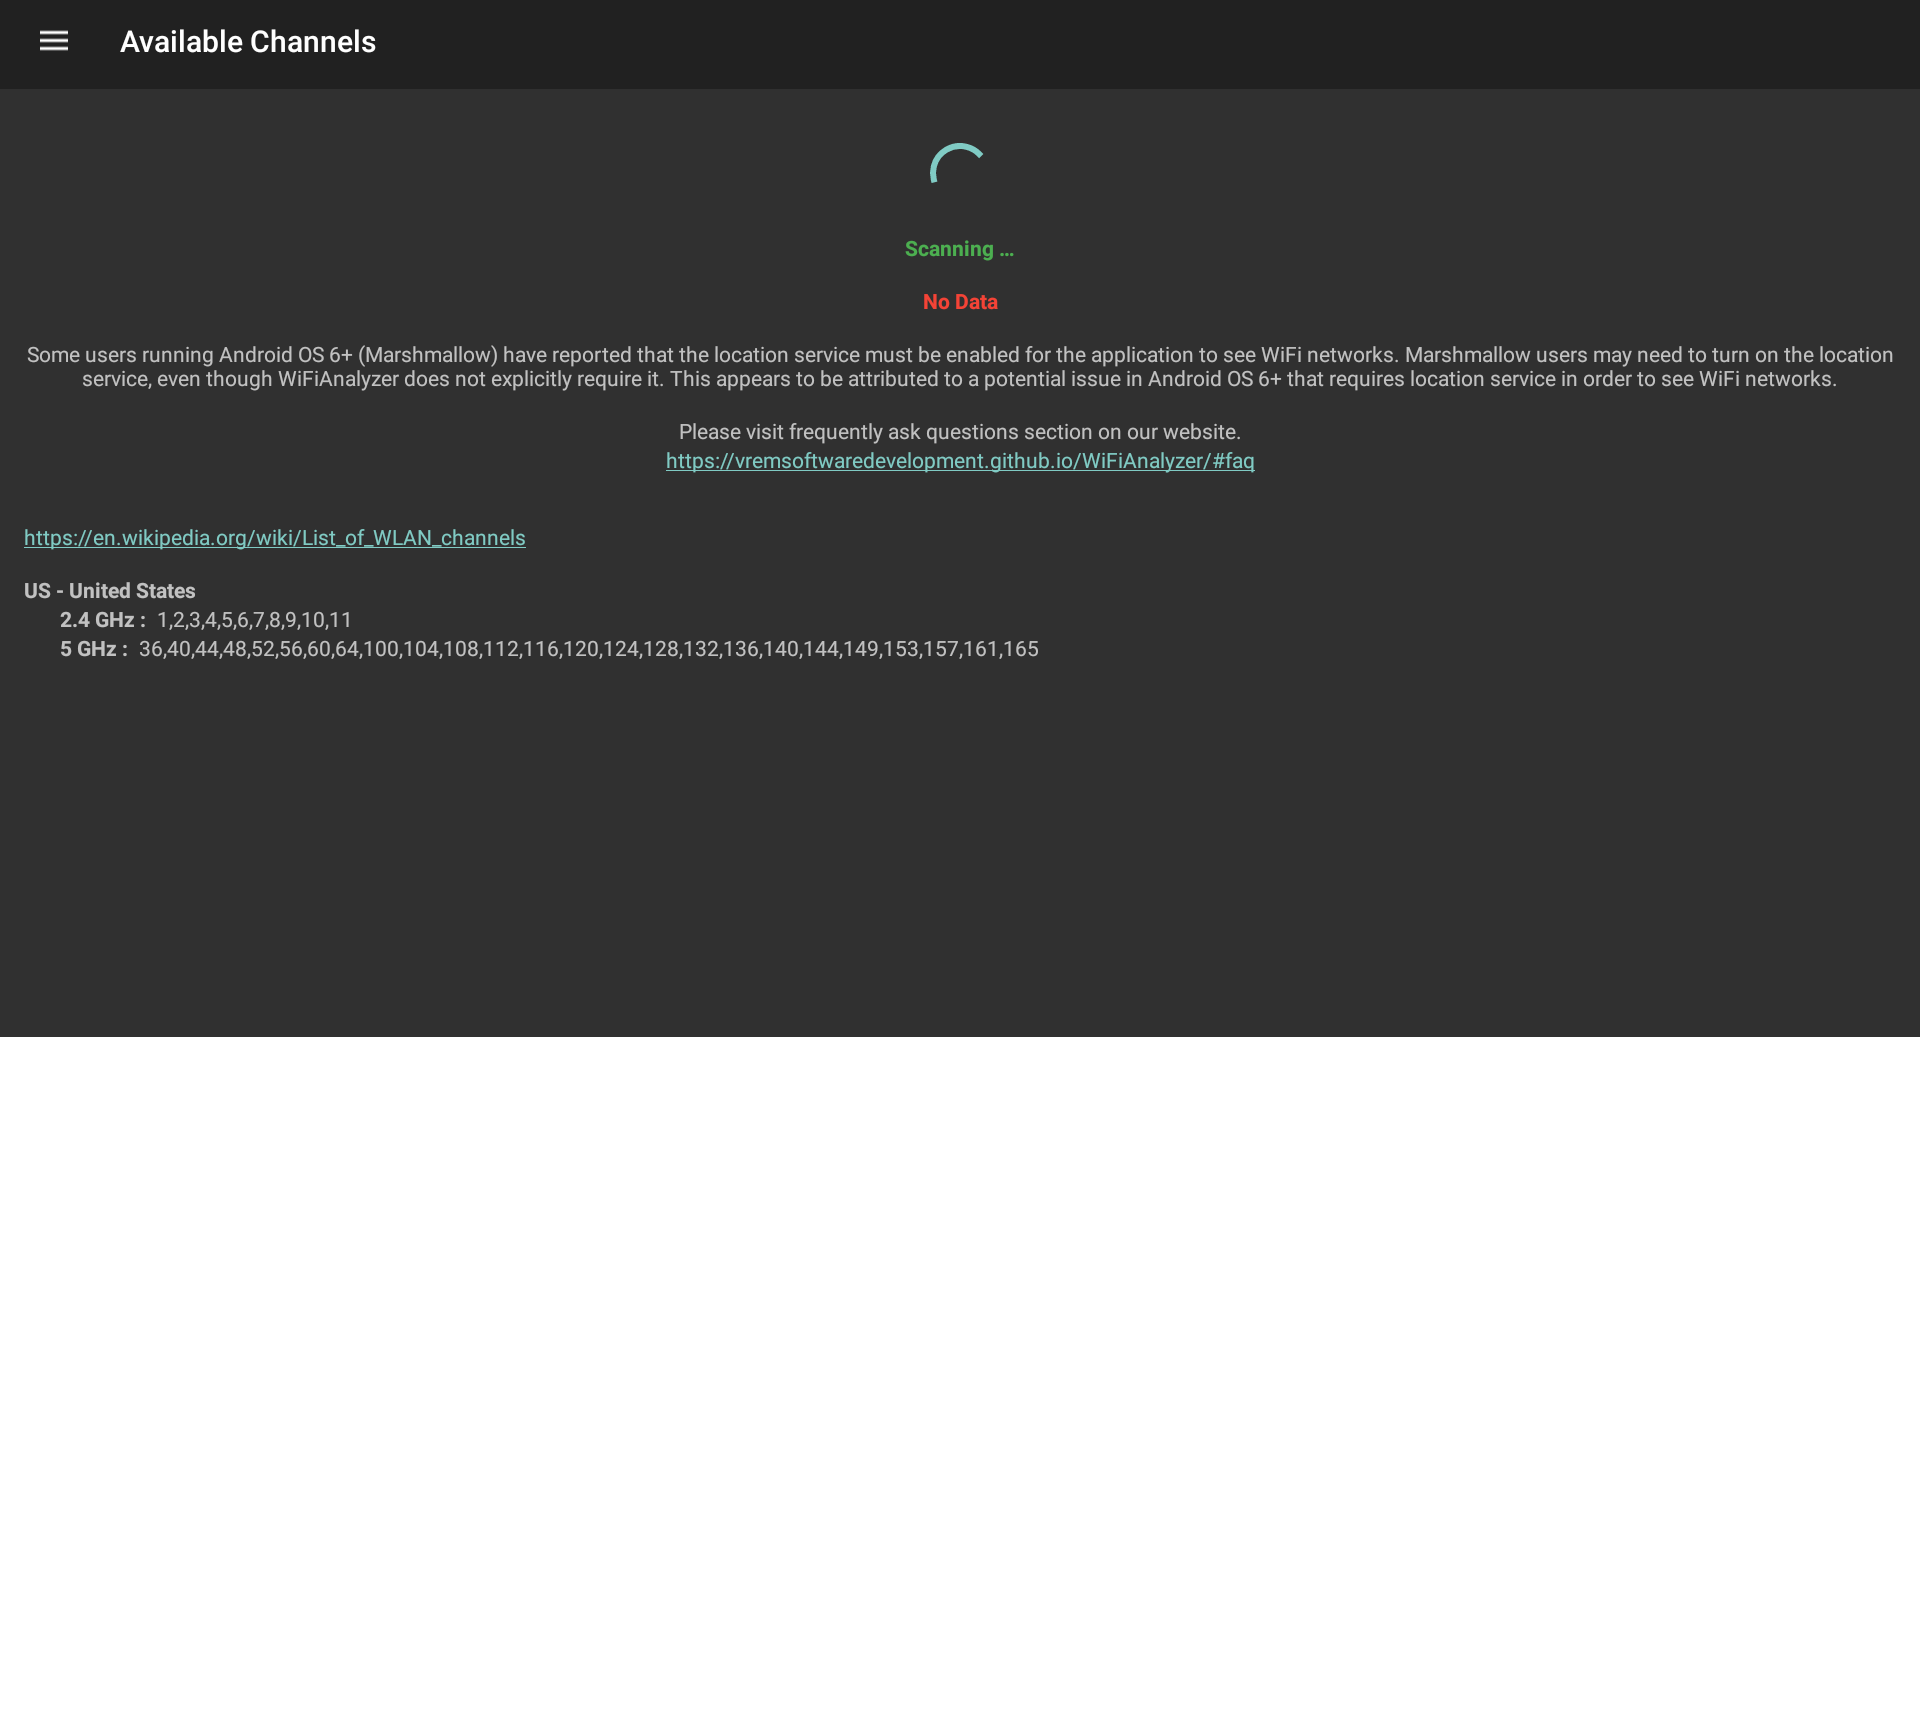 Available Channels
Scanning ...
No Data
Some users running Android OS 6+ (Marshmallow) have reported that the location service must be enabled for the application to see WiFi networks. Marshmallow users may need to turn on the location
service, even though WiFiAnalyzer does not explicitly require it. This appears to be attributed to a potential issue in Android OS 6+ that requires location service in order to see WiFi networks.
Please visit frequently ask questions section on our website.
https://vremsoftwaredevelopment.github.io/WiFiAnalyzer/#faq
https://en.wikipedia.org/wiki/List_of_WLAN_channels
US - United States
2.4 GHz : 1,2,3,4,5,6,7,8,9,10,11
5 GHz : 36,40,44,48,52,56,60,64,100,104,108,112,116,120,124,128,132,136,140,144,149,153,157,161,165